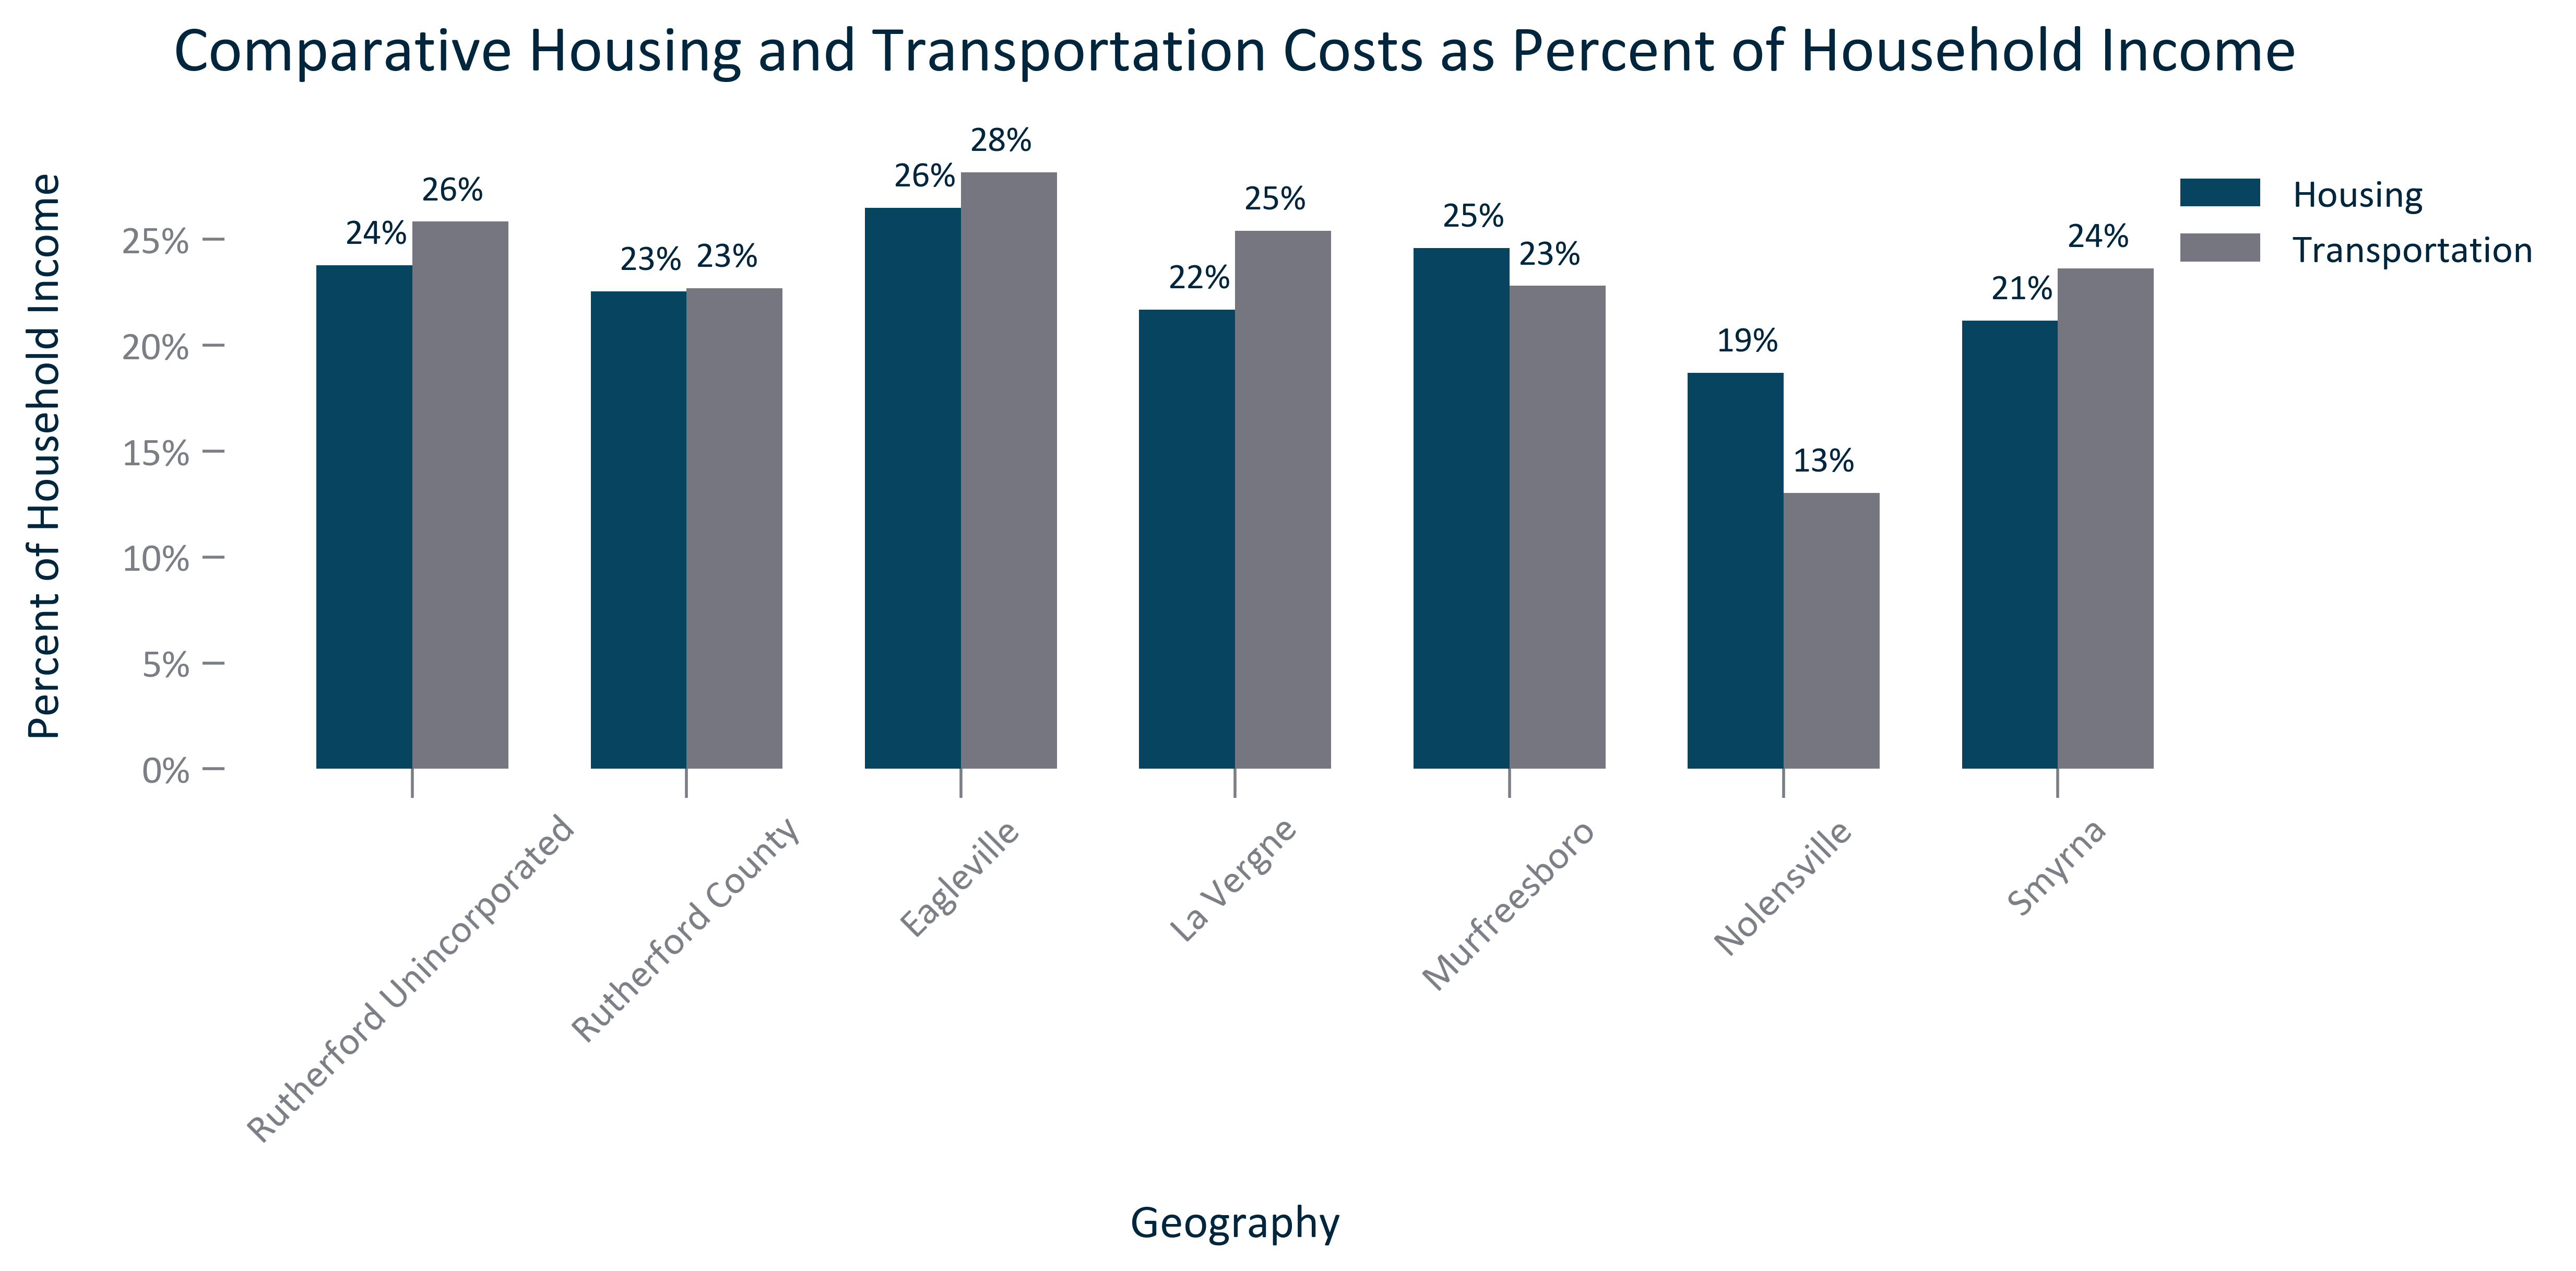 Comparative Housing and Transportation Costs as Percent of Household Income
Percent of Household Income
25%
20%
15%
10%
5%
0%
24%
26%
23%
23%
26%
28%
22%
25%
25%
23%
19%
13%
21%
24%
Housing
Transportation
Rutherford Unincorporated
Rutherford County
Eagleville
La Vergne
Murfreesboro
Nolensville
Smyrna
Geography